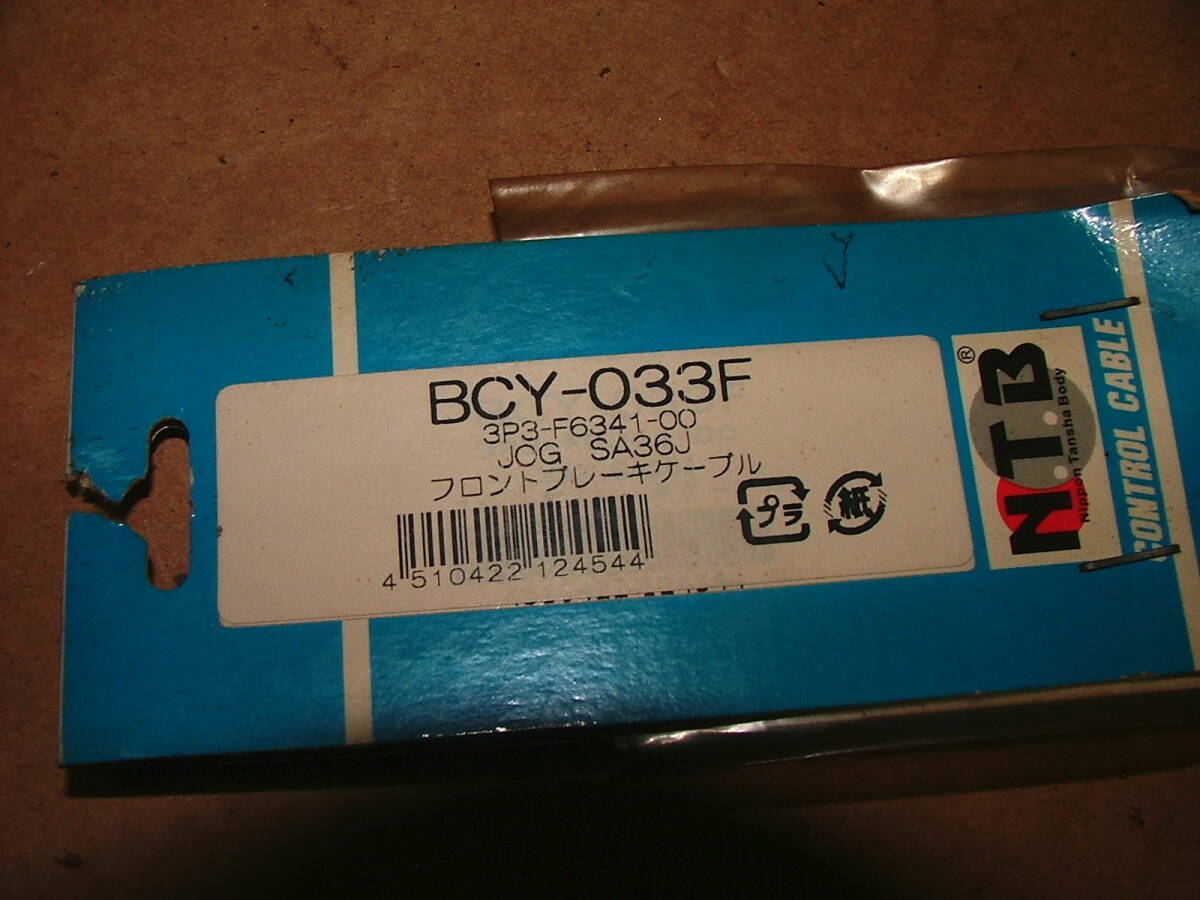 BCY-033F
3P3-F6341-00
JOG SA36J
フロントブレーキケーブル
4 510422 124544
プラ
紙
®
N.T.B
Nippon Tansha Body
CONTROL CABLE